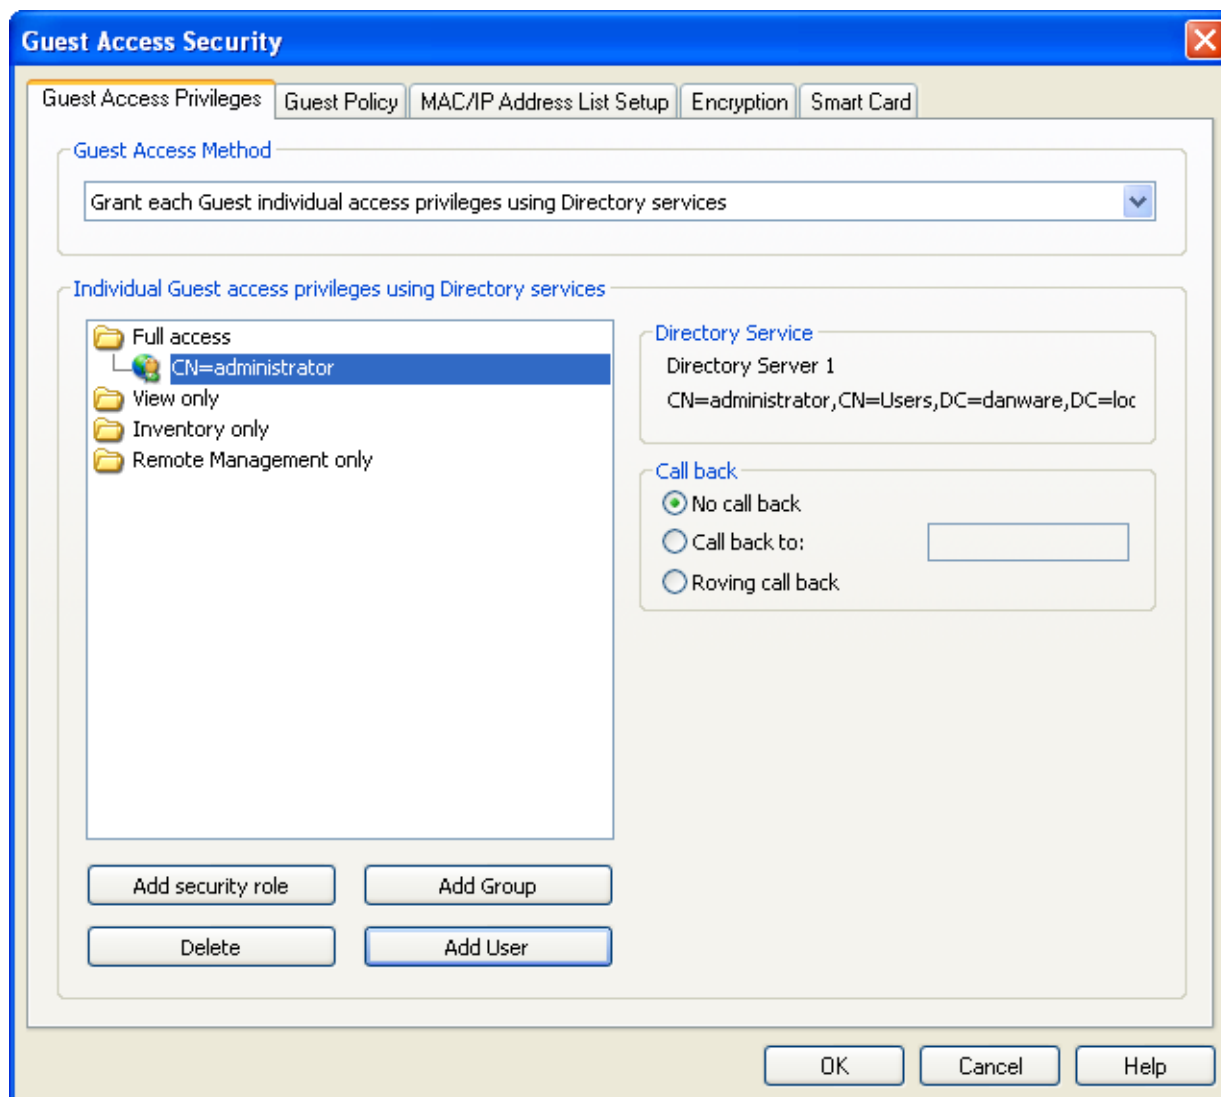 Guest Access Security
Guest Access Privileges
Guest Policy
MAC/IP Address List Setup
Encryption
Smart Card
Guest Access Method
Grant each Guest individual access privileges using Directory services
Individual Guest access privileges using Directory services
Full access
CN=administrator
View only
Inventory only
Remote Management only
Directory Service
Directory Server 1
CN=administrator,CN=Users,DC=danware,DC=loc
Call back
No call back
Call back to:
Roving call back
Add security role
Add Group
Delete
Add User
OK
Cancel
Help